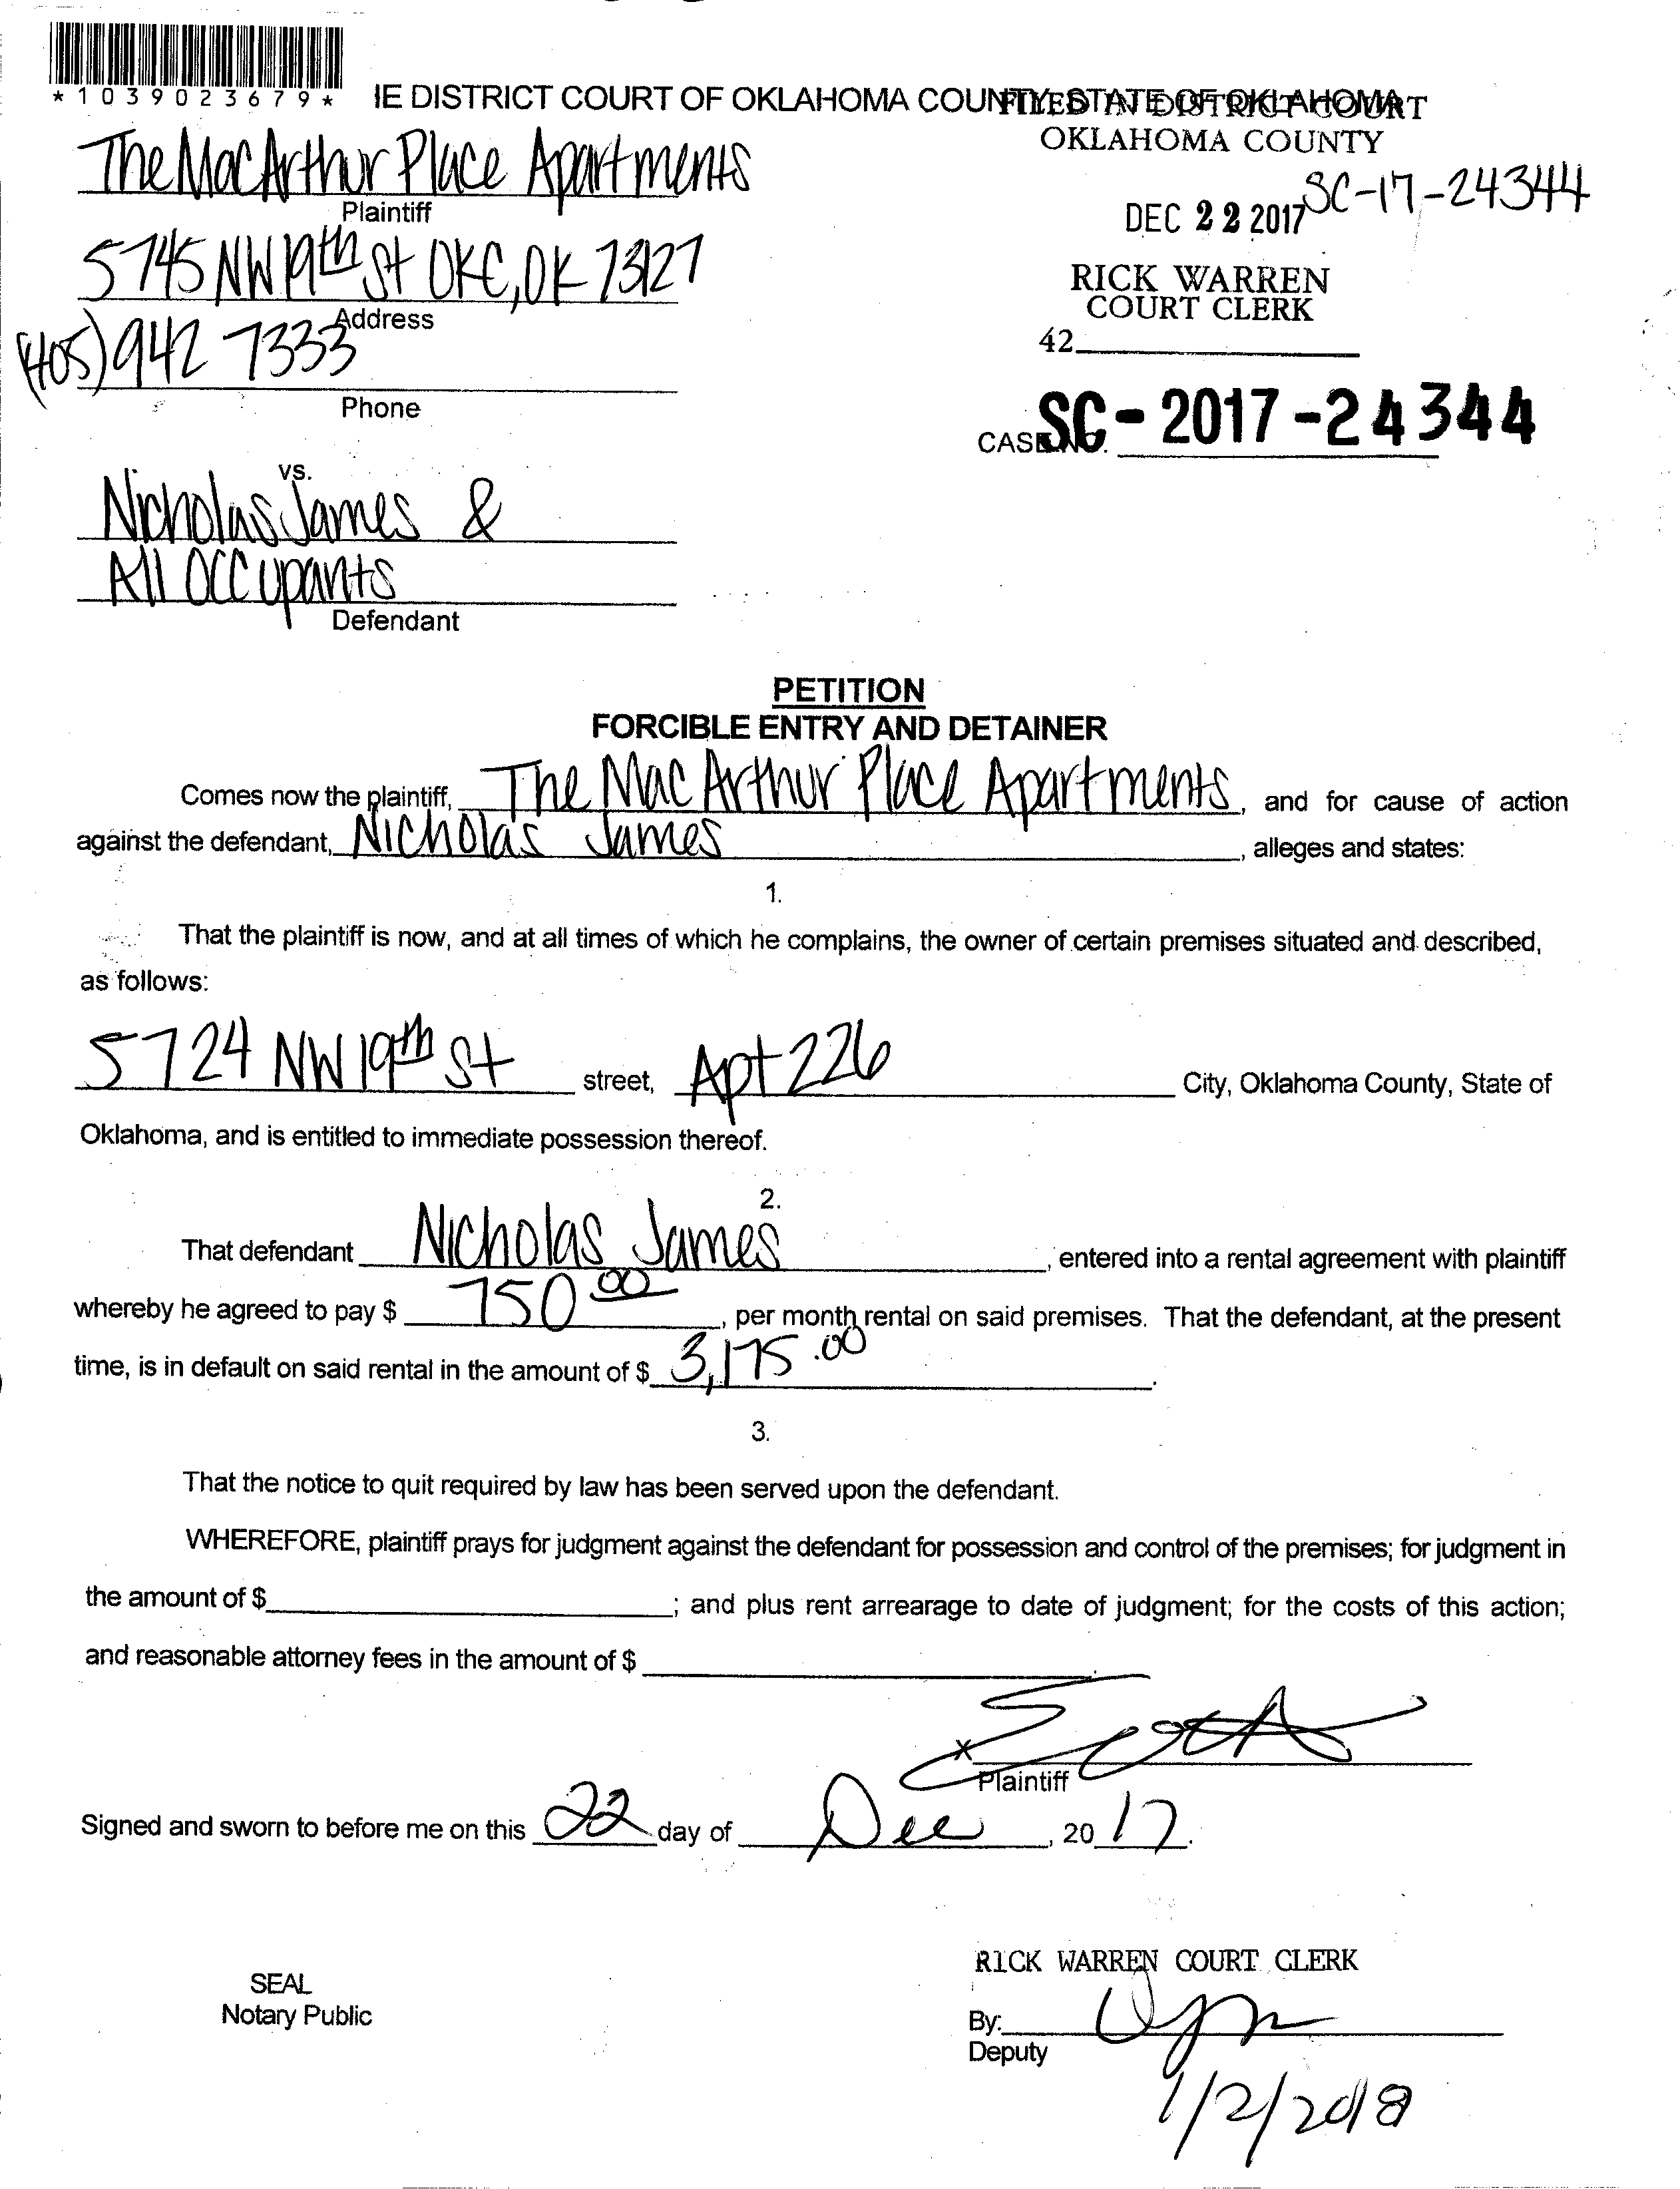 *1039023679*
IE DISTRICT COURT OF OKLAHOMA COUNTY, STATE OF OKLAHOMA
FILED IN DISTRICT COURT
OKLAHOMA COUNTY
The MacArthur Place Apartments
Plaintiff
SC-17-24344
DEC 22 2017
5745 NW 19th St OKC, OK 73127
Address
RICK WARREN
COURT CLERK
42
(405) 942 7333
Phone
CASE NO. SC-2017-24344
vs.
Nicholas James &
All Occupants
Defendant
PETITION
FORCIBLE ENTRY AND DETAINER
Comes now the plaintiff, The MacArthur Place Apartments, and for cause of action
against the defendant, Nicholas James, alleges and states:
1.
That the plaintiff is now, and at all times of which he complains, the owner of certain premises situated and described,
as follows:
5724 NW 19th St street, Apt 226 City, Oklahoma County, State of
Oklahoma, and is entitled to immediate possession thereof.
2.
That defendant Nicholas James, entered into a rental agreement with plaintiff
whereby he agreed to pay $ 750 00, per month rental on said premises. That the defendant, at the present
time, is in default on said rental in the amount of $ 3,175.00.
3.
That the notice to quit required by law has been served upon the defendant.
WHEREFORE, plaintiff prays for judgment against the defendant for possession and control of the premises; for judgment in
the amount of $ ; and plus rent arrearage to date of judgment; for the costs of this action;
and reasonable attorney fees in the amount of $ .
x
Plaintiff
Signed and sworn to before me on this 22 day of Dec, 2017.
RICK WARREN COURT CLERK
SEAL
Notary Public
By:
Deputy
1/2/2018